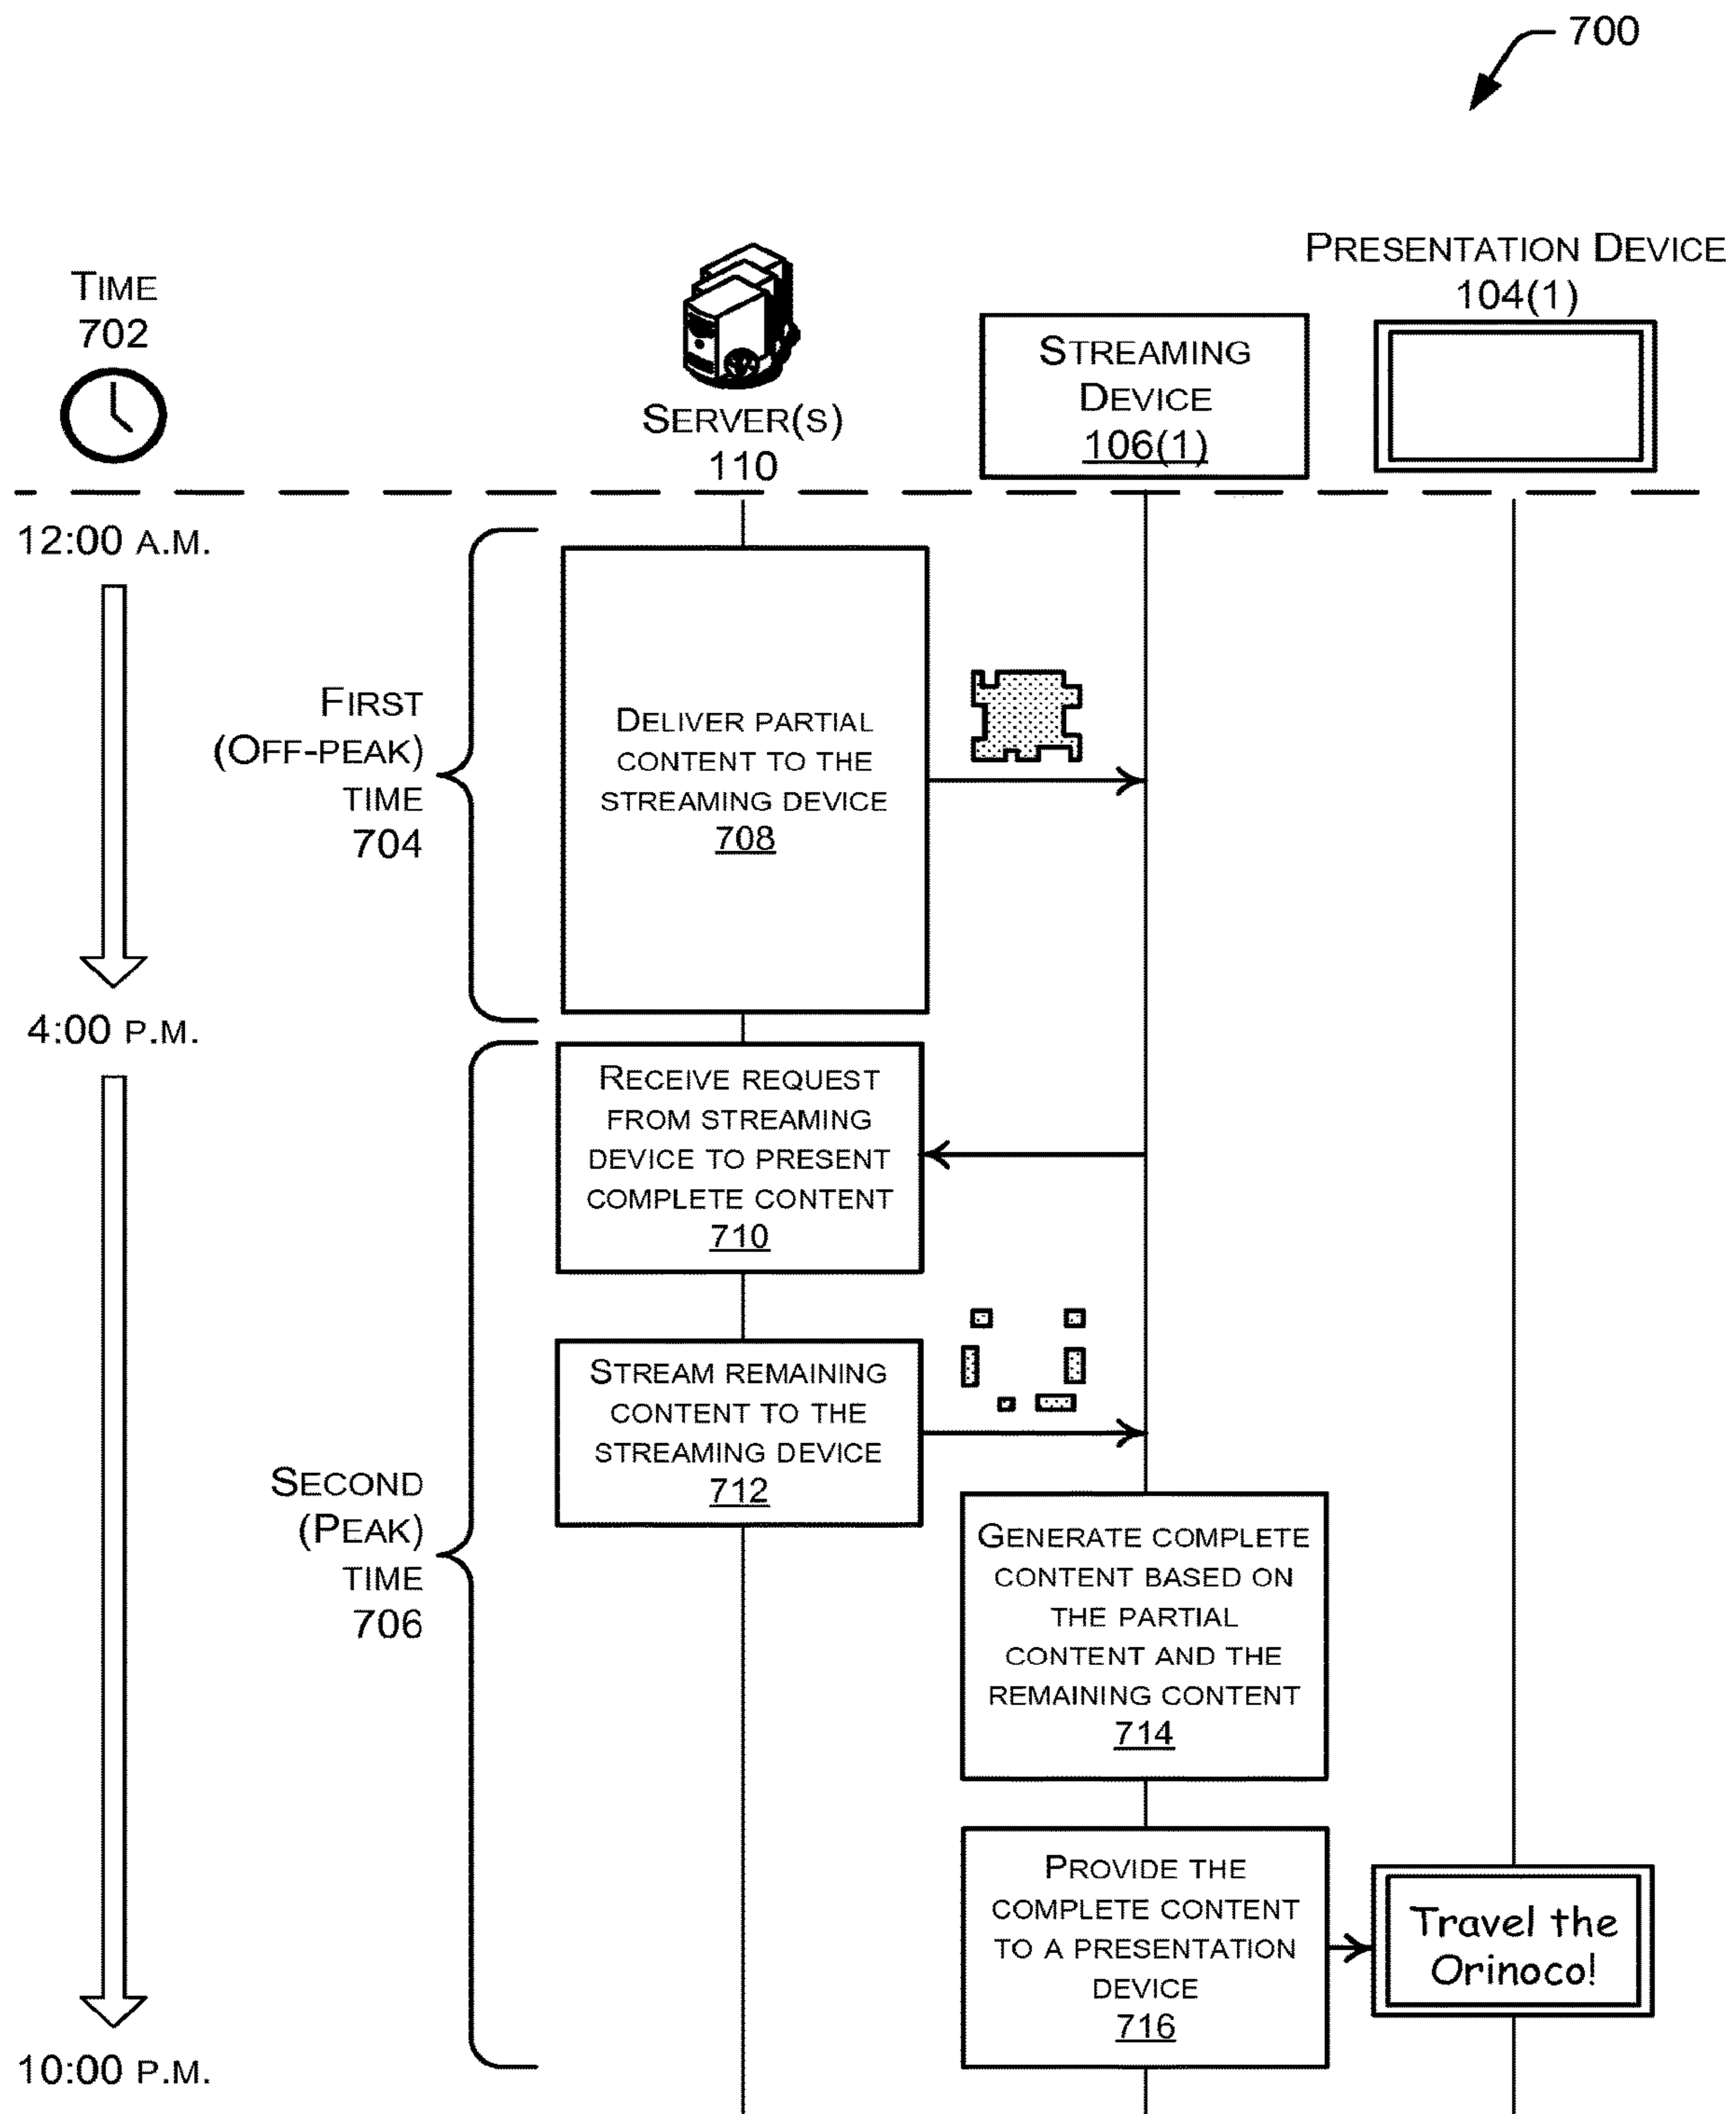 700
TIME
702
SERVER(S)
110
STREAMING
DEVICE
106(1)
PRESENTATION DEVICE
104(1)
12:00 A.M.
FIRST
(OFF-PEAK)
TIME
704
DELIVER PARTIAL
CONTENT TO THE
STREAMING DEVICE
708
4:00 P.M.
RECEIVE REQUEST
FROM STREAMING
DEVICE TO PRESENT
COMPLETE CONTENT
710
STREAM REMAINING
CONTENT TO THE
STREAMING DEVICE
712
SECOND
(PEAK)
TIME
706
GENERATE COMPLETE
CONTENT BASED ON
THE PARTIAL
CONTENT AND THE
REMAINING CONTENT
714
PROVIDE THE
COMPLETE CONTENT
TO A PRESENTATION
DEVICE
716
Travel the
Orinoco!
10:00 P.M.